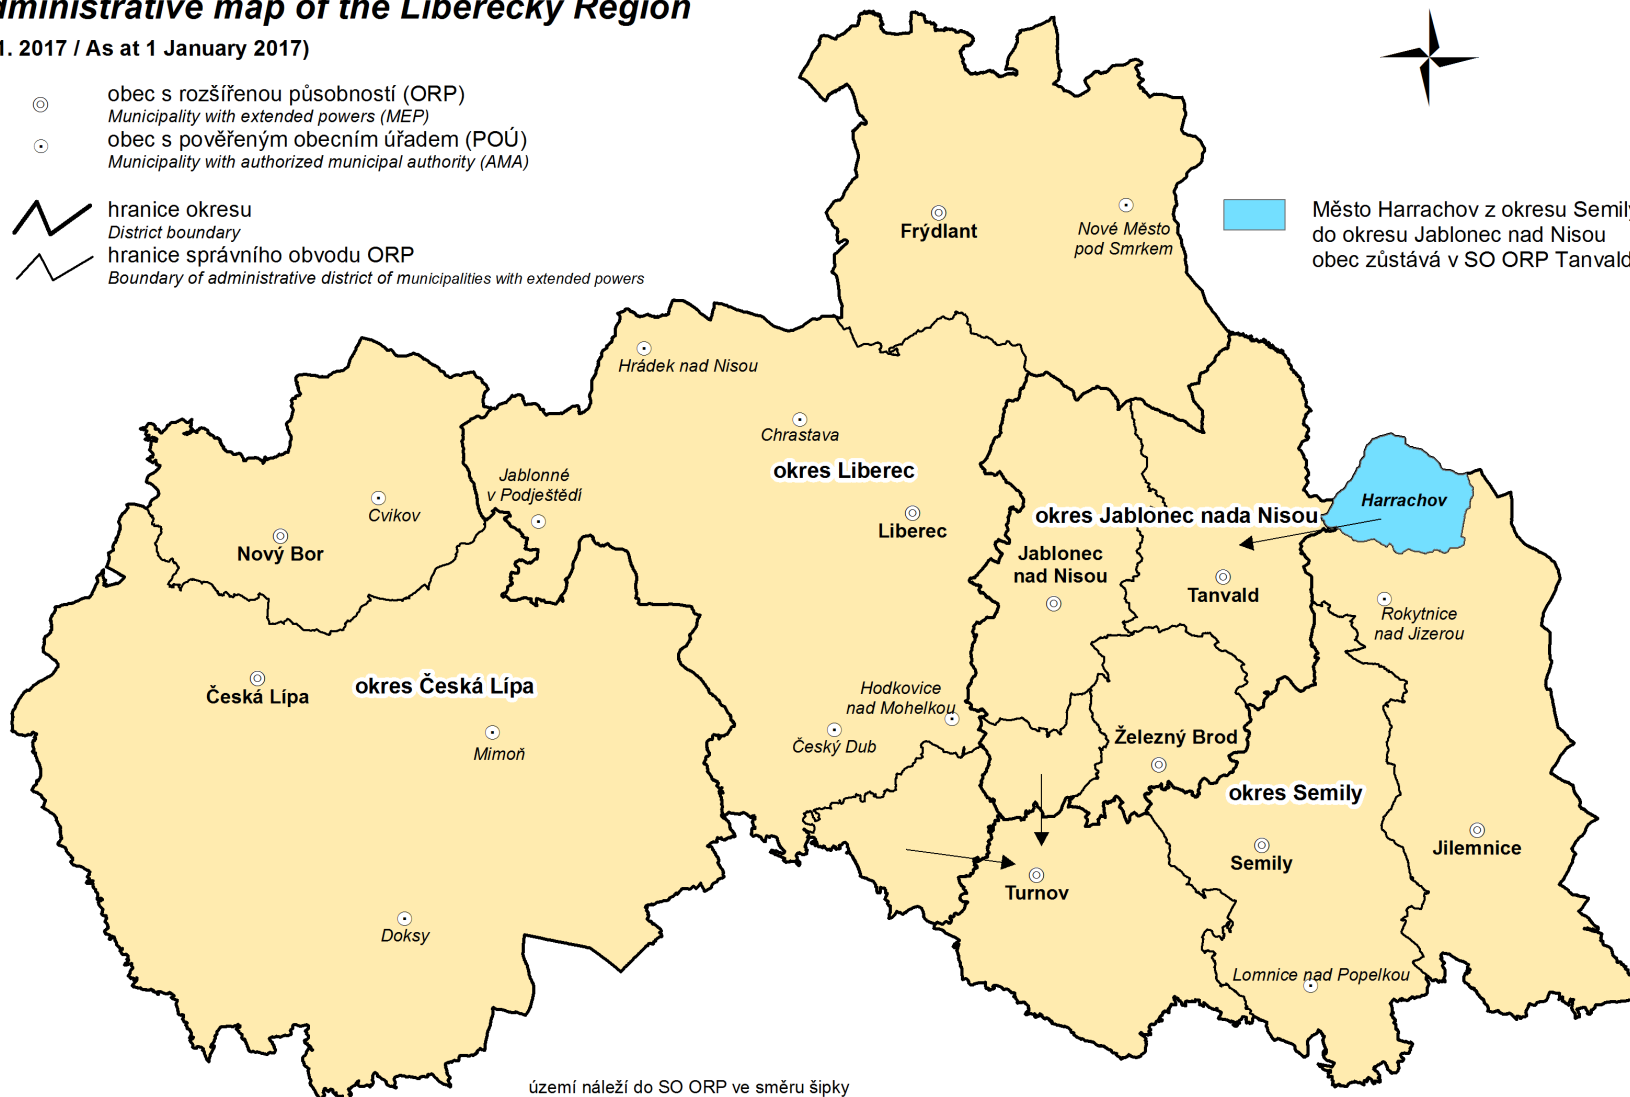 dministrative map of the Liberecký Region
1. 2017 / As at 1 January 2017)
obec s rozšířenou působností (ORP)
Municipality with extended powers (MEP)
obec s pověřeným obecním úřadem (POÚ)
Municipality with authorized municipal authority (AMA)
hranice okresu
District boundary
hranice správního obvodu ORP
Boundary of administrative district of municipalities with extended powers
Město Harrachov z okresu Semily
do okresu Jablonec nad Nisou
obec zůstává v SO ORP Tanvald
Frýdlant
Nové Město
pod Smrkem
Hrádek nad Nisou
Chrastava
okres Liberec
Jablonné
v Podještědí
Cvikov
Nový Bor
Liberec
Harrachov
okres Jablonec nada Nisou
Jablonec
nad Nisou
Tanvald
Rokytnice
nad Jizerou
Česká Lípa
okres Česká Lípa
Mimoň
Hodkovice
nad Mohelkou
Český Dub
Železný Brod
okres Semily
Semily
Jilemnice
Turnov
Doksy
Lomnice nad Popelkou
území náleží do SO ORP ve směru šipky